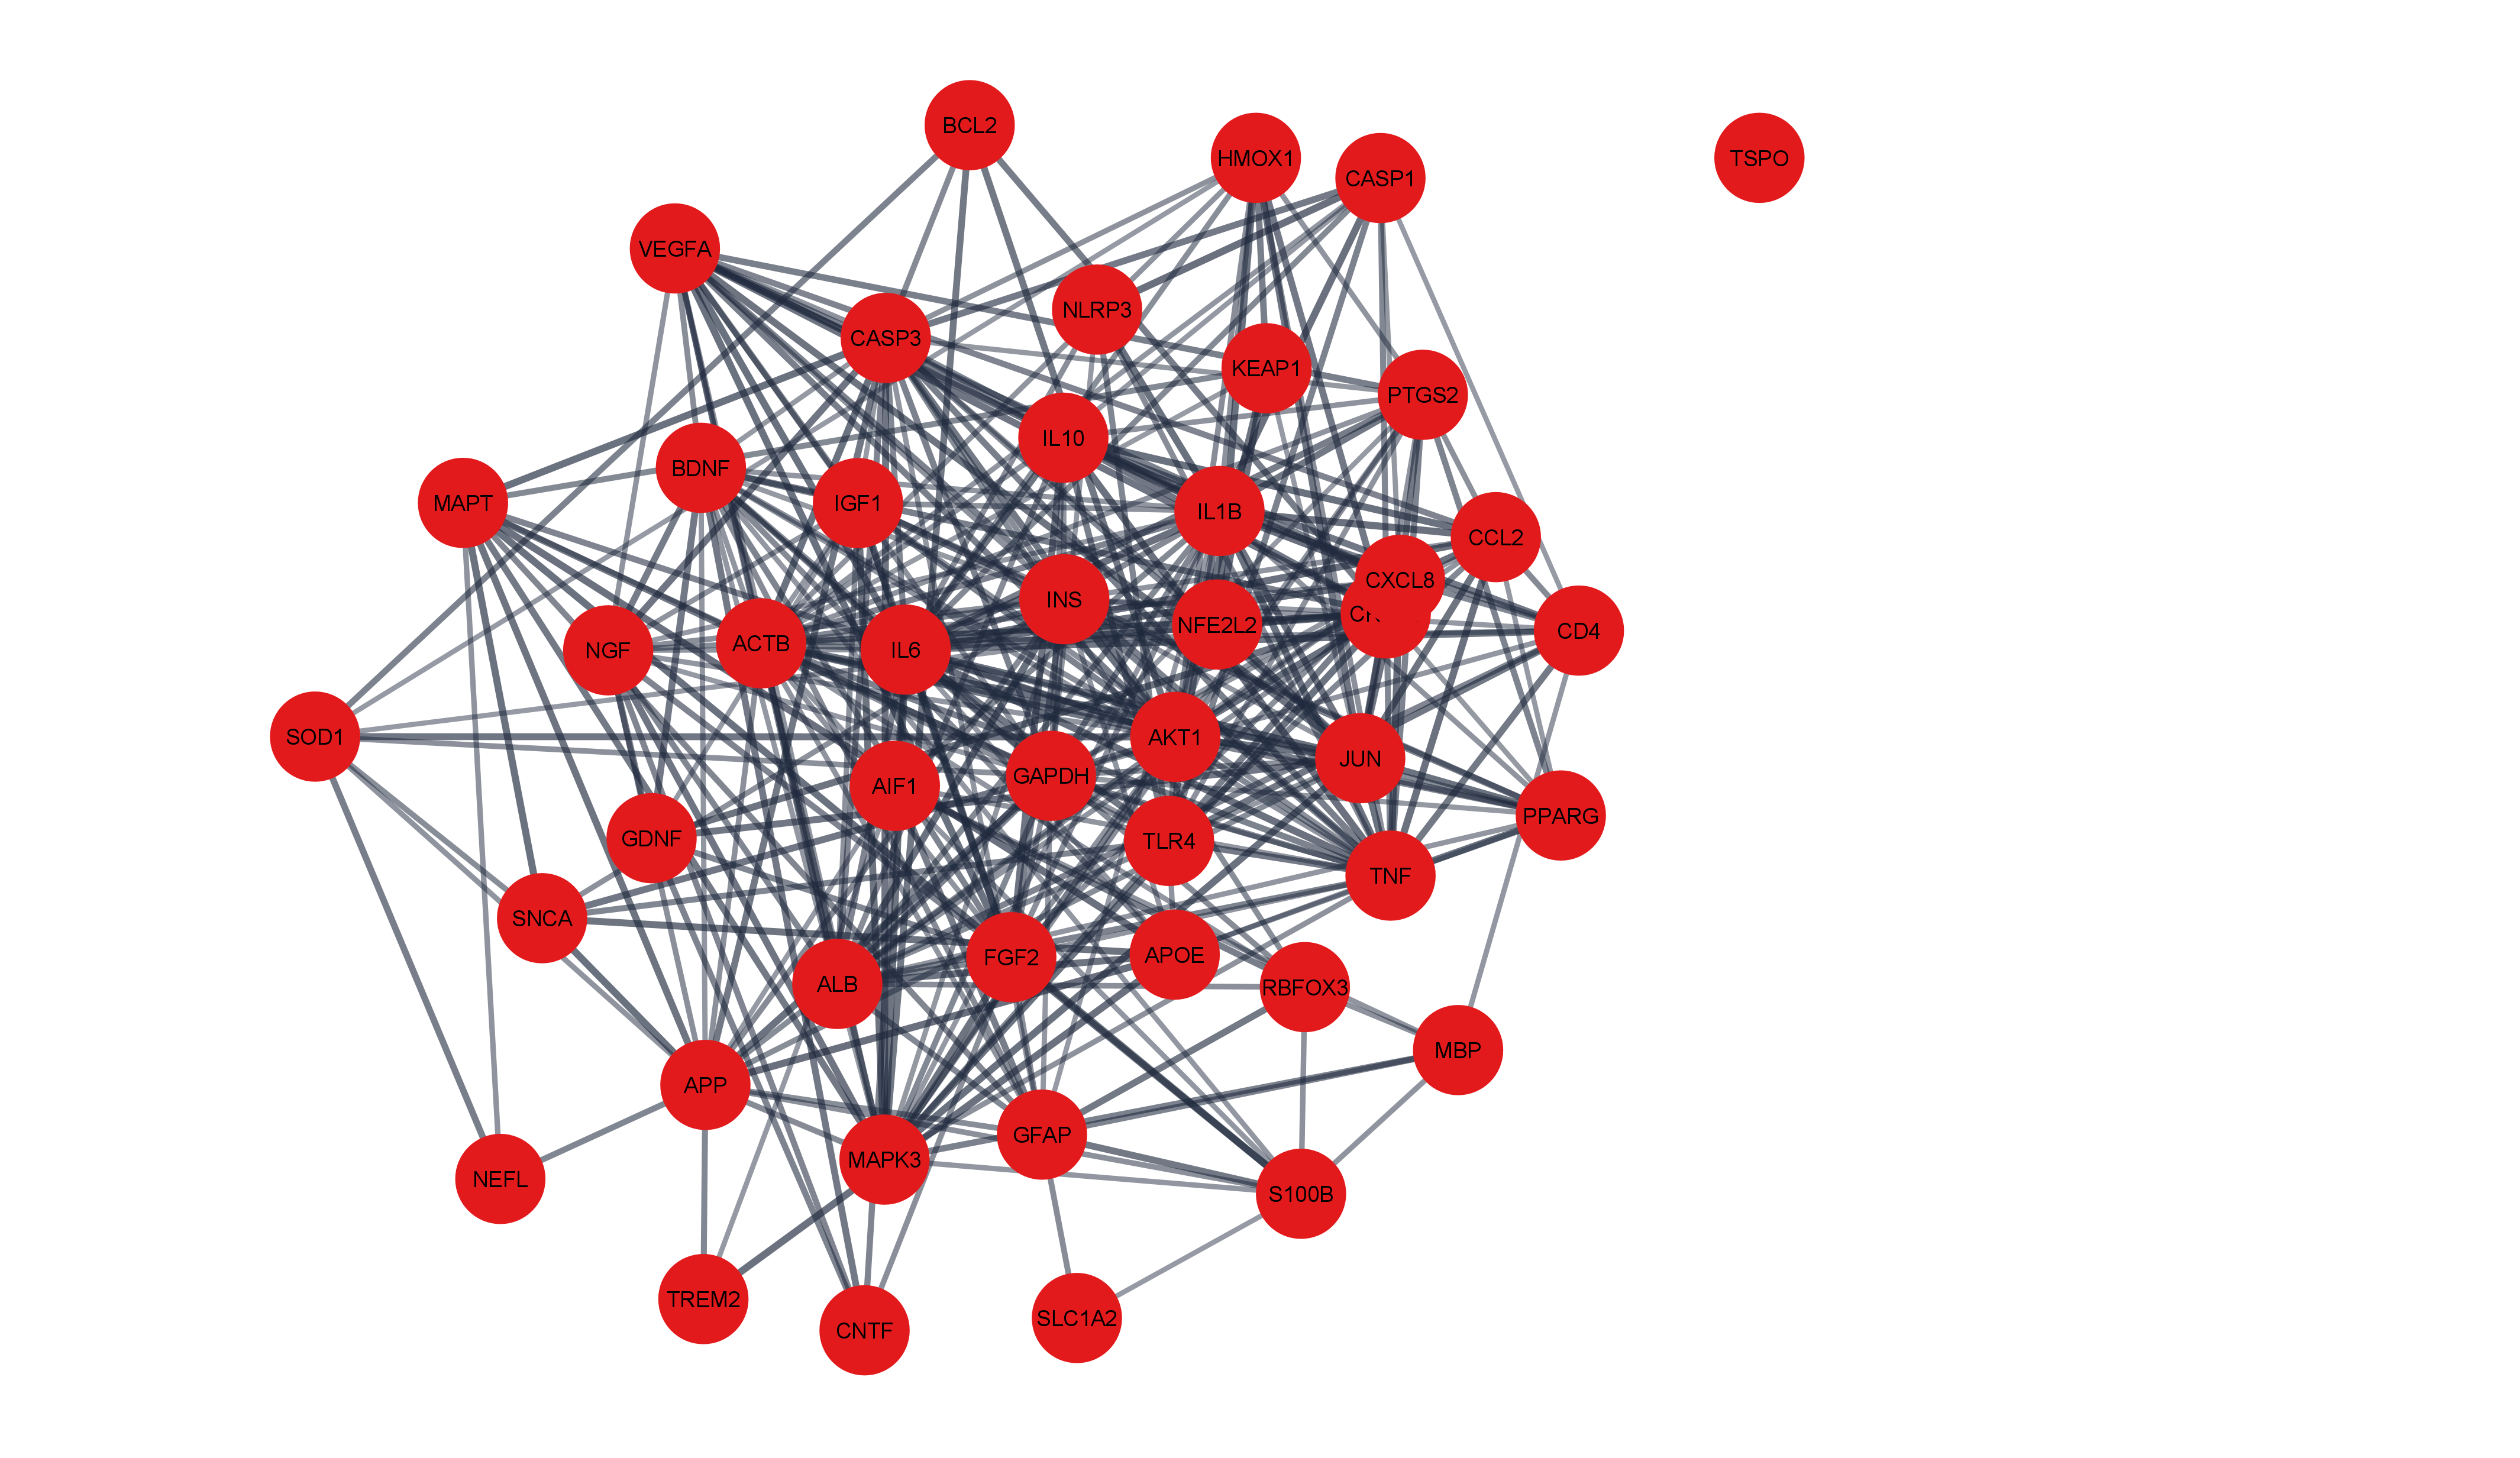 BCL2
HMOX1
TSPO
CASP1
VEGFA
NLRP3
CASP3
KEAP1
PTGS2
IL10
BDNF
MAPT
IGF1
IL1B
CCL2
CXCL8
INS
NFE2L2
CD4
ACTB
NGF
IL6
SOD1
AKT1
JUN
GAPDH
AIF1
PPARG
GDNF
TLR4
TNF
SNCA
APOE
FGF2
ALB
RBFOX3
MBP
APP
GFAP
MAPK3
NEFL
S100B
TREM2
SLC1A2
CNTF